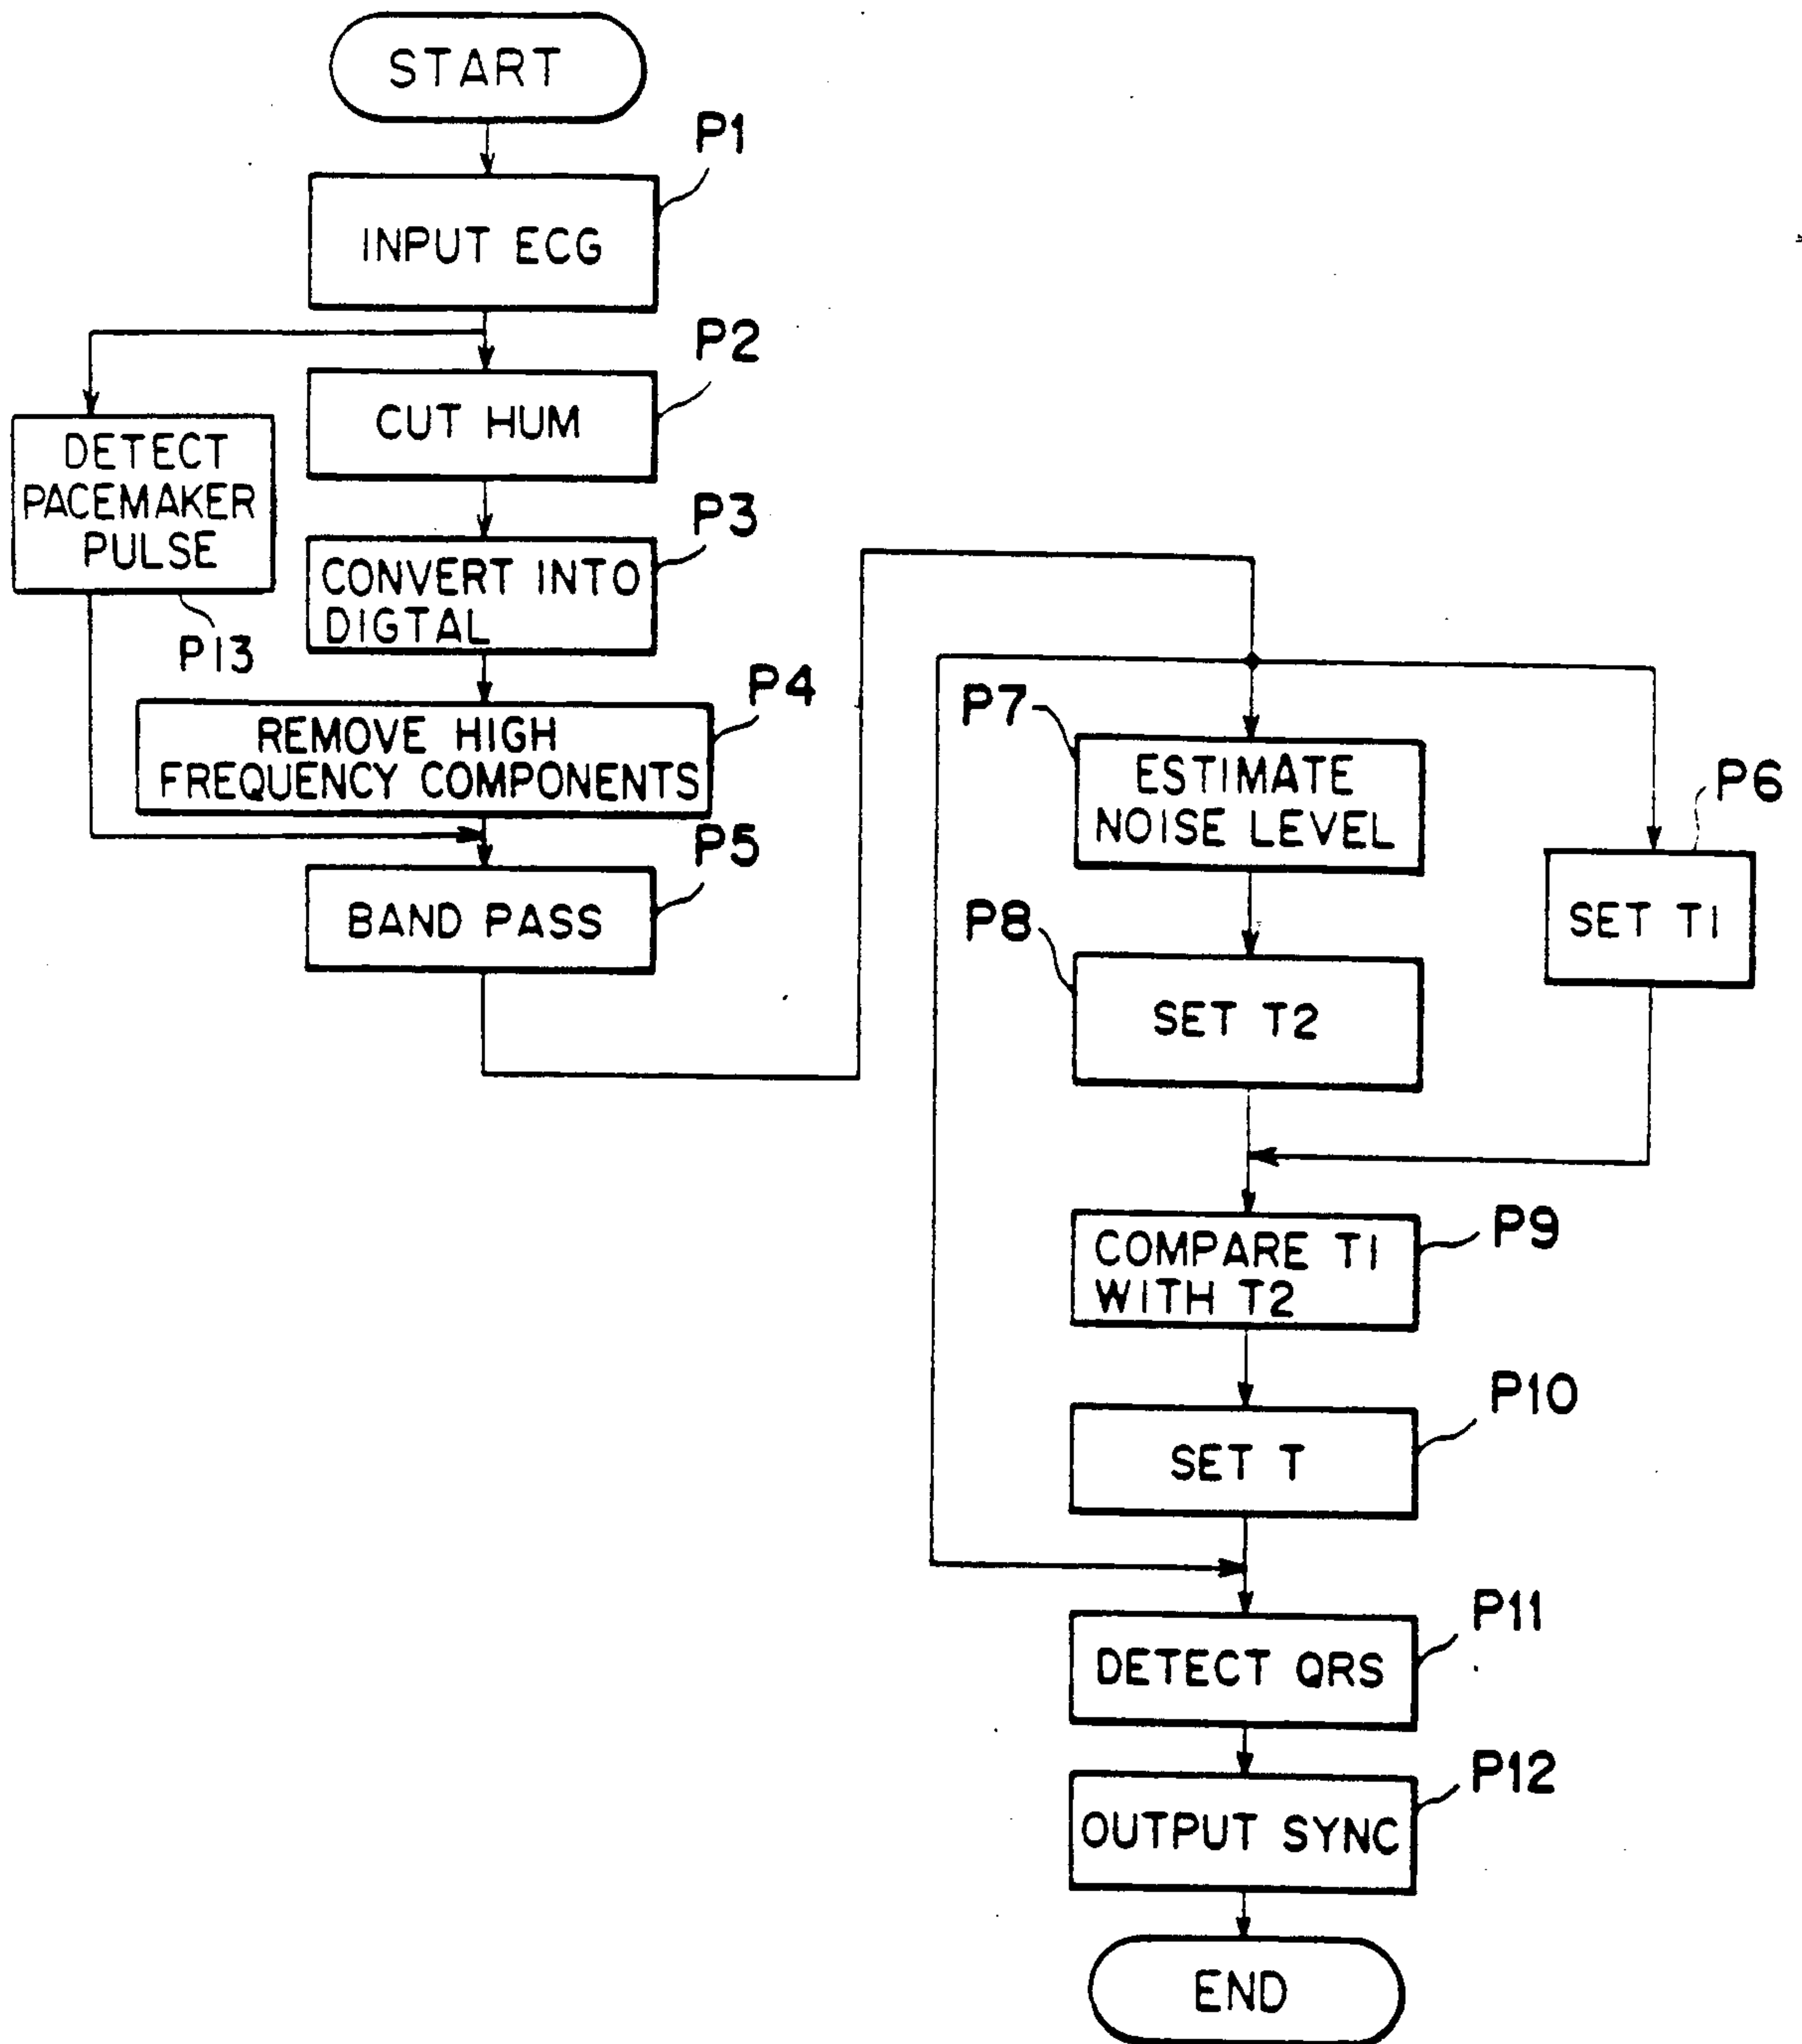 START
P1
INPUT ECG
P2
CUT HUM
DETECT
PACEMAKER
PULSE
P13
P3
CONVERT INTO
DIGTAL
P4
REMOVE HIGH
FREQUENCY COMPONENTS
P5
BAND PASS
P7
ESTIMATE
NOISE LEVEL
P6
SET T1
P8
SET T2
P9
COMPARE T1
WITH T2
P10
SET T
P11
DETECT QRS
P12
OUTPUT SYNC
END